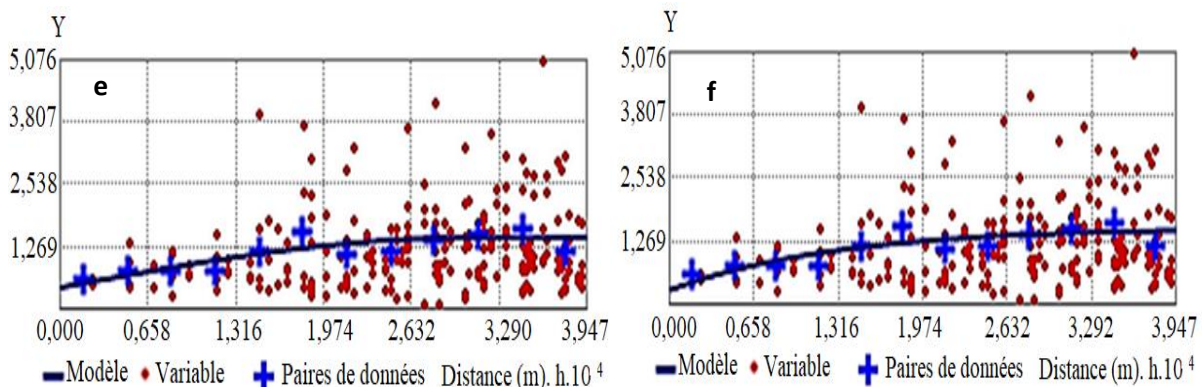 Y
5,076
3,807
2,538
1,269
e
0,000 0,658 1,316 1,974 2,632 3,290 3,947
Modèle Variable Paires de données Distance (m). h.10 4
Y
5,076
3,807
2,538
1,269
f
0,000 0,658 1,316 1,974 2,632 3,292 3,947
Modèle Variable Paires de données Distance (m). h.10 4